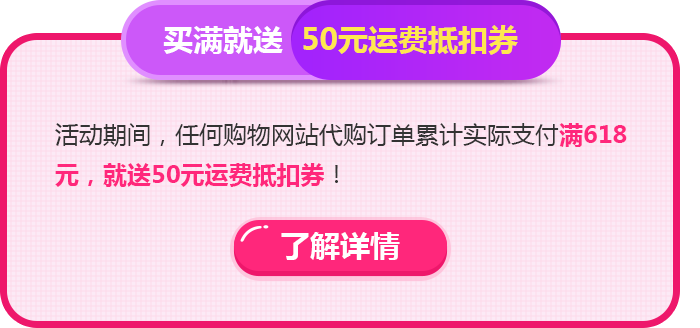 买满就送 50元运费抵扣券
活动期间，任何购物网站代购订单累计实际支付满618
元，就送50元运费抵扣券！
了解详情